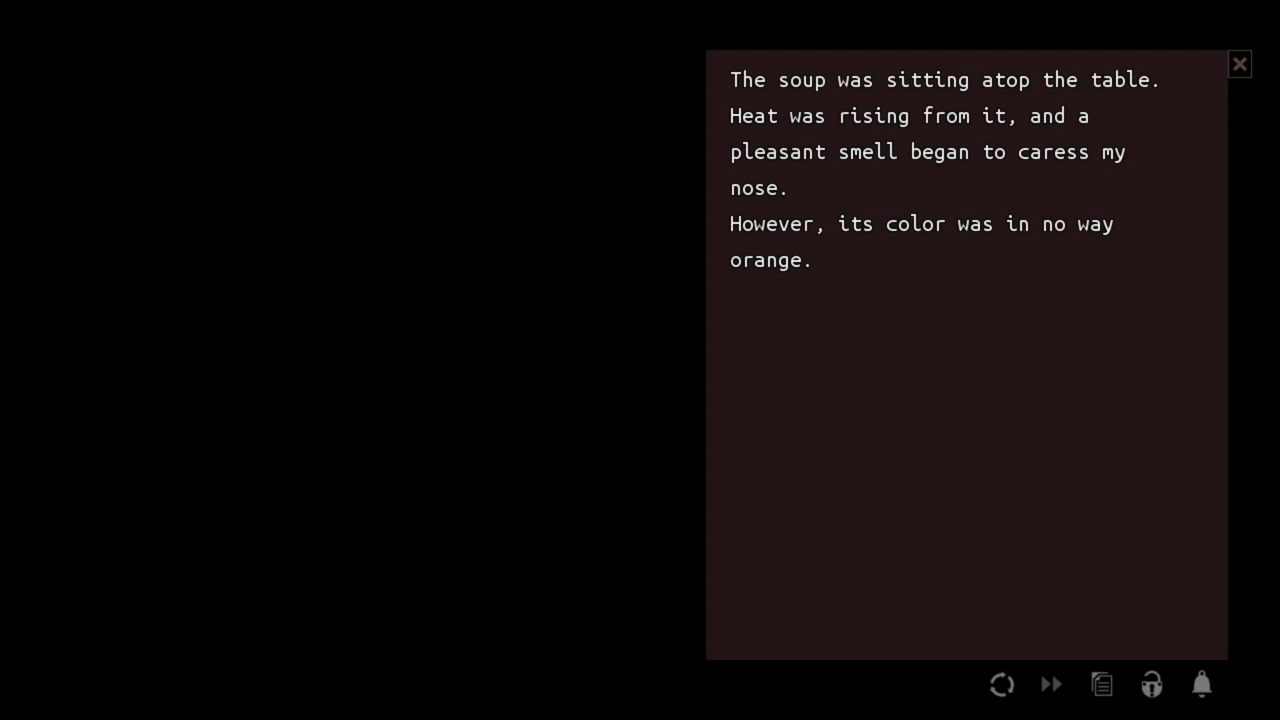 The soup was sitting atop the table.
Heat was rising from it, and a
pleasant smell began to caress my
nose.
However, its color was in no way
orange.